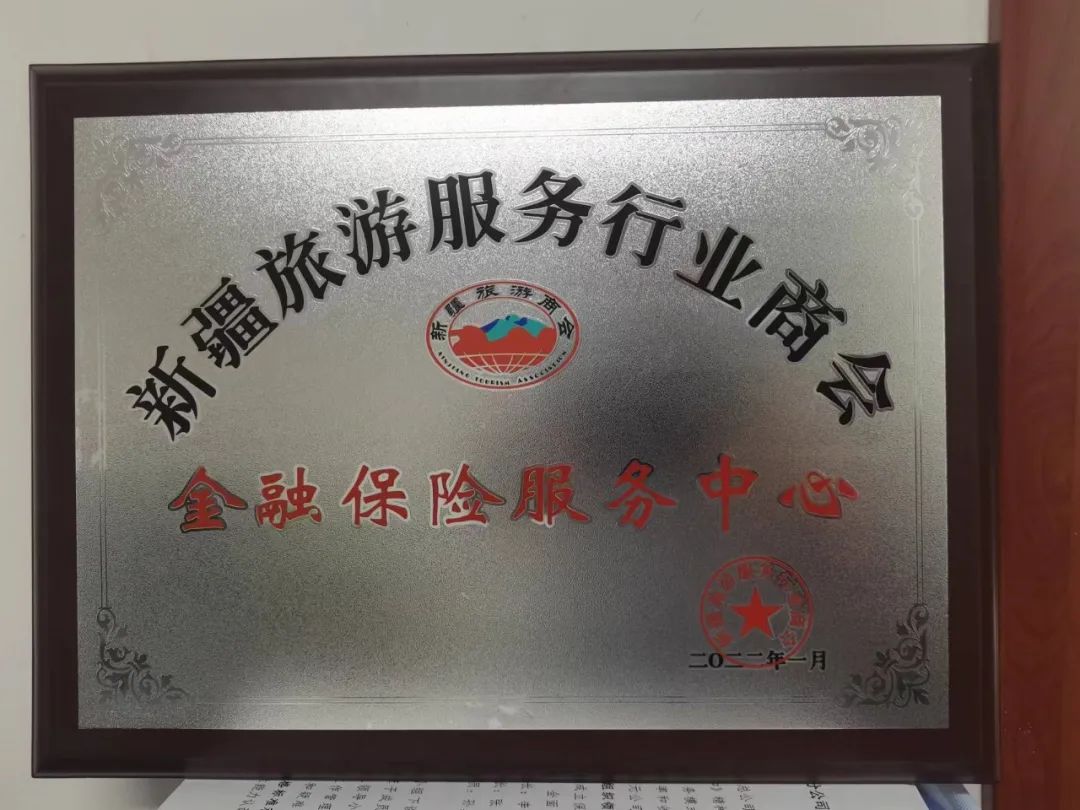 新疆旅游服务行业商会
新疆旅游商会
XINJIANG TOURISM ASSOCIATION
金融保险服务中心
二〇二二年一月